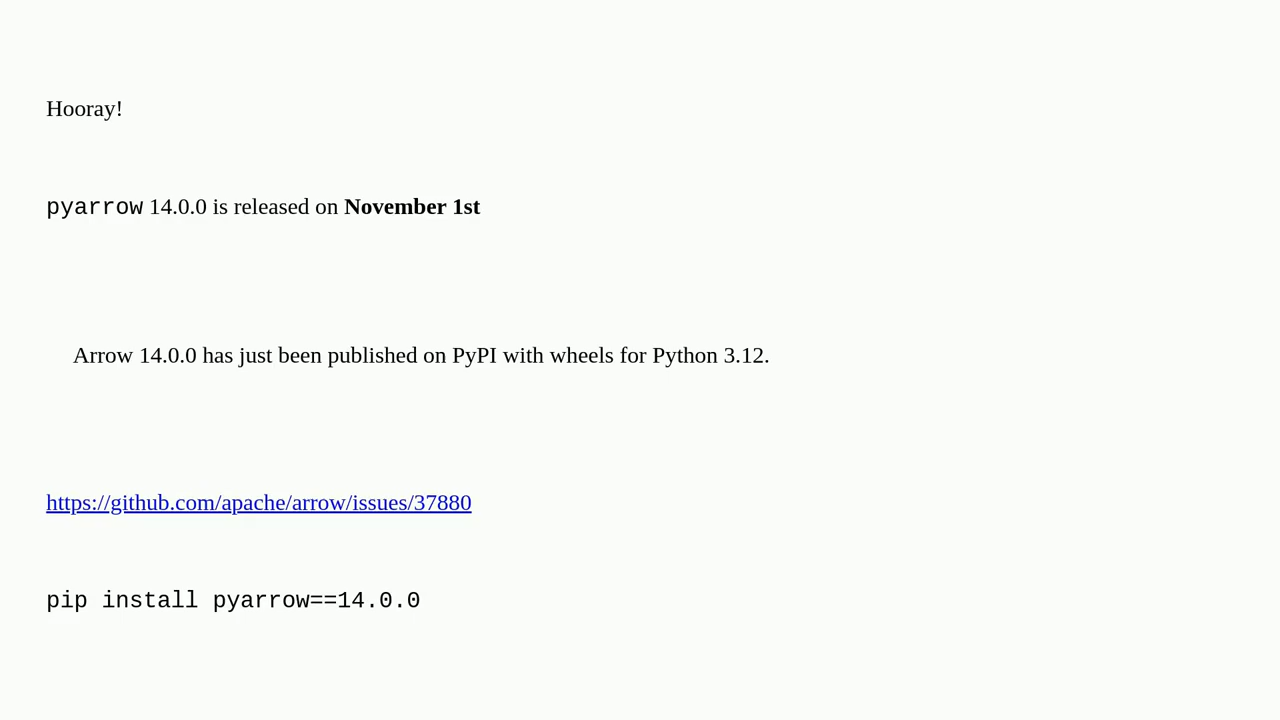 Hooray!
pyarrow 14.0.0 is released on November 1st
Arrow 14.0.0 has just been published on PyPI with wheels for Python 3.12.
https://github.com/apache/arrow/issues/37880
pip install pyarrow==14.0.0